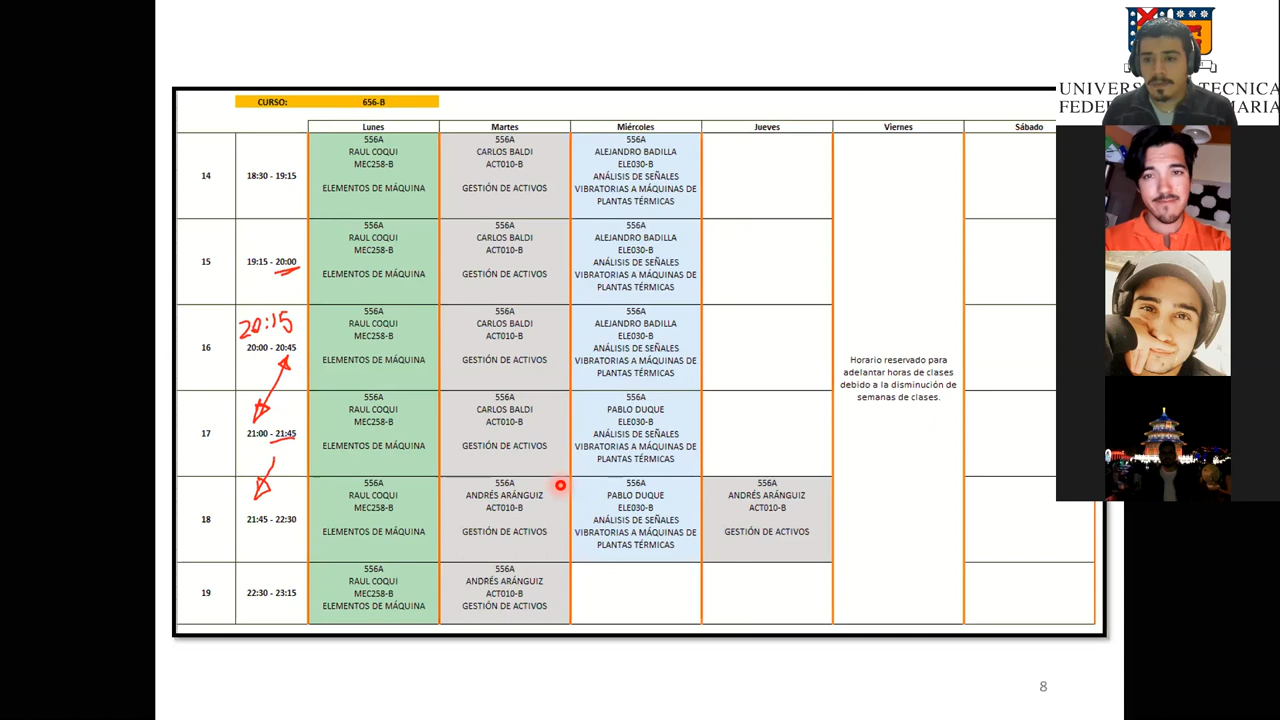 UNIVERS TECNICA
FEDER MARIA
CURSO: 656-B
Lunes Martes Miércoles Jueves Viernes Sábado
14 18:30 - 19:15
556A
RAUL COQUI
MEC258-B
ELEMENTOS DE MÁQUINA
556A
CARLOS BALDI
ACT010-B
GESTIÓN DE ACTIVOS
556A
ALEJANDRO BADILLA
ELE030-B
ANÁLISIS DE SEÑALES
VIBRATORIAS A MÁQUINAS DE
PLANTAS TÉRMICAS
15 19:15 - 20:00
556A
RAUL COQUI
MEC258-B
ELEMENTOS DE MÁQUINA
556A
CARLOS BALDI
ACT010-B
GESTIÓN DE ACTIVOS
556A
ALEJANDRO BADILLA
ELE030-B
ANÁLISIS DE SEÑALES
VIBRATORIAS A MÁQUINAS DE
PLANTAS TÉRMICAS
20:15
16 20:00 - 20:45
556A
RAUL COQUI
MEC258-B
ELEMENTOS DE MÁQUINA
556A
CARLOS BALDI
ACT010-B
GESTIÓN DE ACTIVOS
556A
ALEJANDRO BADILLA
ELE030-B
ANÁLISIS DE SEÑALES
VIBRATORIAS A MÁQUINAS DE
PLANTAS TÉRMICAS
Horario reservado para
adelantar horas de clases
debido a la disminución de
semanas de clases.
17 21:00 - 21:45
556A
RAUL COQUI
MEC258-B
ELEMENTOS DE MÁQUINA
556A
CARLOS BALDI
ACT010-B
GESTIÓN DE ACTIVOS
556A
PABLO DUQUE
ELE030-B
ANÁLISIS DE SEÑALES
VIBRATORIAS A MÁQUINAS DE
PLANTAS TÉRMICAS
18 21:45 - 22:30
556A
RAUL COQUI
MEC258-B
ELEMENTOS DE MÁQUINA
556A
ANDRÉS ARÁNGUIZ
ACT010-B
GESTIÓN DE ACTIVOS
556A
PABLO DUQUE
ELE030-B
ANÁLISIS DE SEÑALES
VIBRATORIAS A MÁQUINAS DE
PLANTAS TÉRMICAS
556A
ANDRÉS ARÁNGUIZ
ACT010-B
GESTIÓN DE ACTIVOS
19 22:30 - 23:15
556A
RAUL COQUI
MEC258-B
ELEMENTOS DE MÁQUINA
556A
ANDRÉS ARÁNGUIZ
ACT010-B
GESTIÓN DE ACTIVOS
8